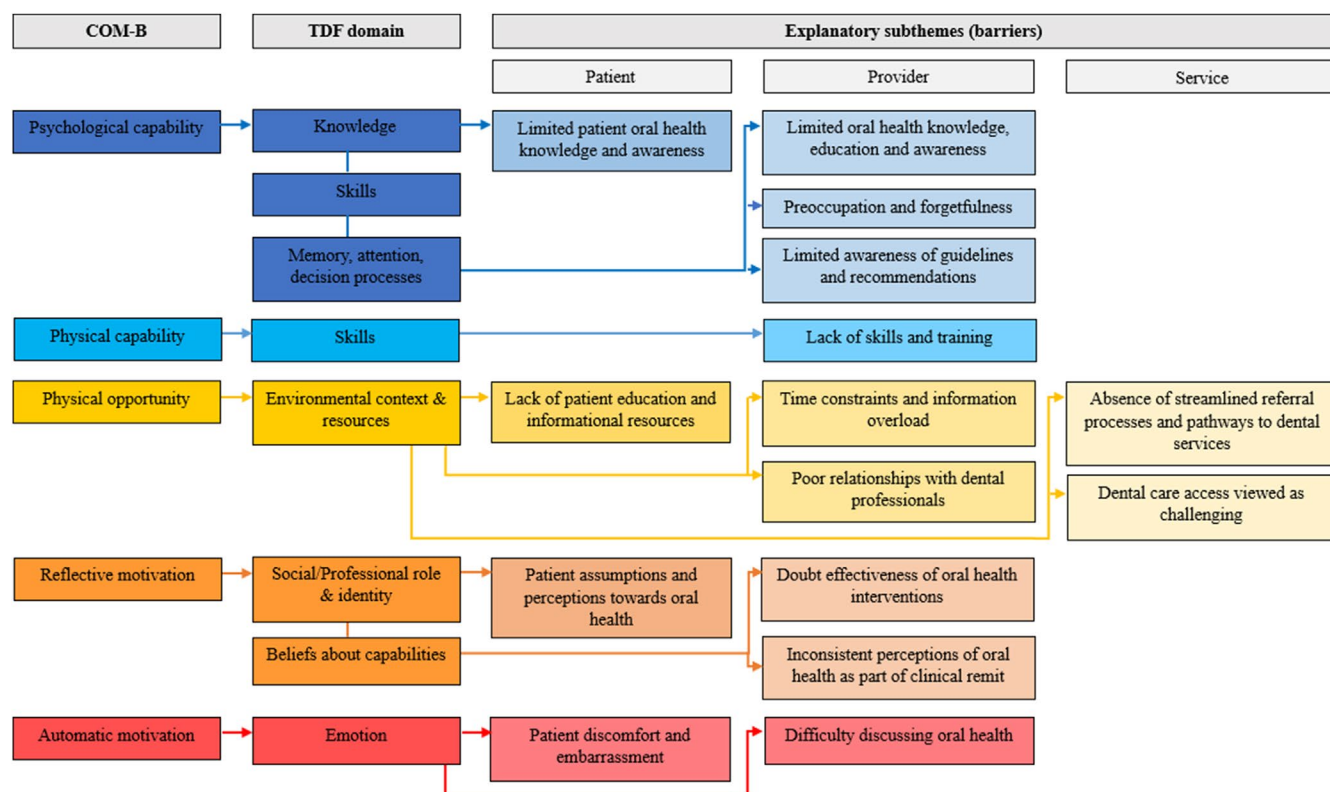 COM-B
TDF domain
Explanatory subthemes (barriers)
Patient
Provider
Service
Psychological capability
Knowledge
Limited patient oral health
knowledge and awareness
Limited oral health knowledge,
education and awareness
Skills
Preoccupation and forgetfulness
Memory, attention,
decision processes
Limited awareness of guidelines
and recommendations
Physical capability
Skills
Lack of skills and training
Physical opportunity
Environmental context &
resources
Lack of patient education and
informational resources
Time constraints and information
overload
Absence of streamlined referral
processes and pathways to dental
services
Poor relationships with dental
professionals
Dental care access viewed as
challenging
Reflective motivation
Social/Professional role
& identity
Patient assumptions and
perceptions towards oral
health
Doubt effectiveness of oral health
interventions
Beliefs about capabilities
Inconsistent perceptions of oral
health as part of clinical remit
Automatic motivation
Emotion
Patient discomfort and
embarrassment
Difficulty discussing oral health